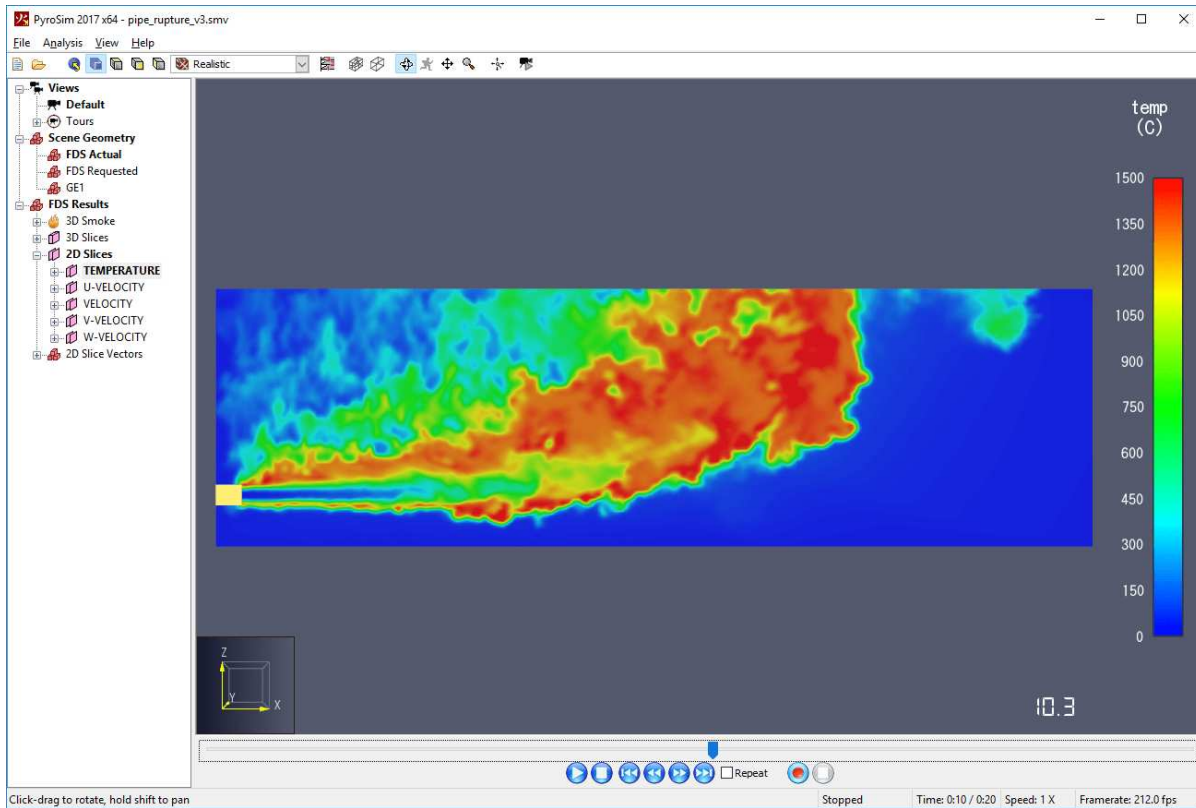 PyroSim 2017 x64 - pipe_rupture_v3.smv
File Analysis View Help
Realistic
Views
Default
Tours
Scene Geometry
FDS Actual
FDS Requested
GE1
FDS Results
3D Smoke
3D Slices
2D Slices
TEMPERATURE
U-VELOCITY
VELOCITY
V-VELOCITY
W-VELOCITY
2D Slice Vectors
temp
(C)
1500
1350
1200
1050
900
750
600
450
300
150
0
Z
Y
X
10.3
Repeat
Click-drag to rotate, hold shift to pan
Stopped
Time: 0:10 / 0:20
Speed: 1 X
Framerate: 212.0 fps